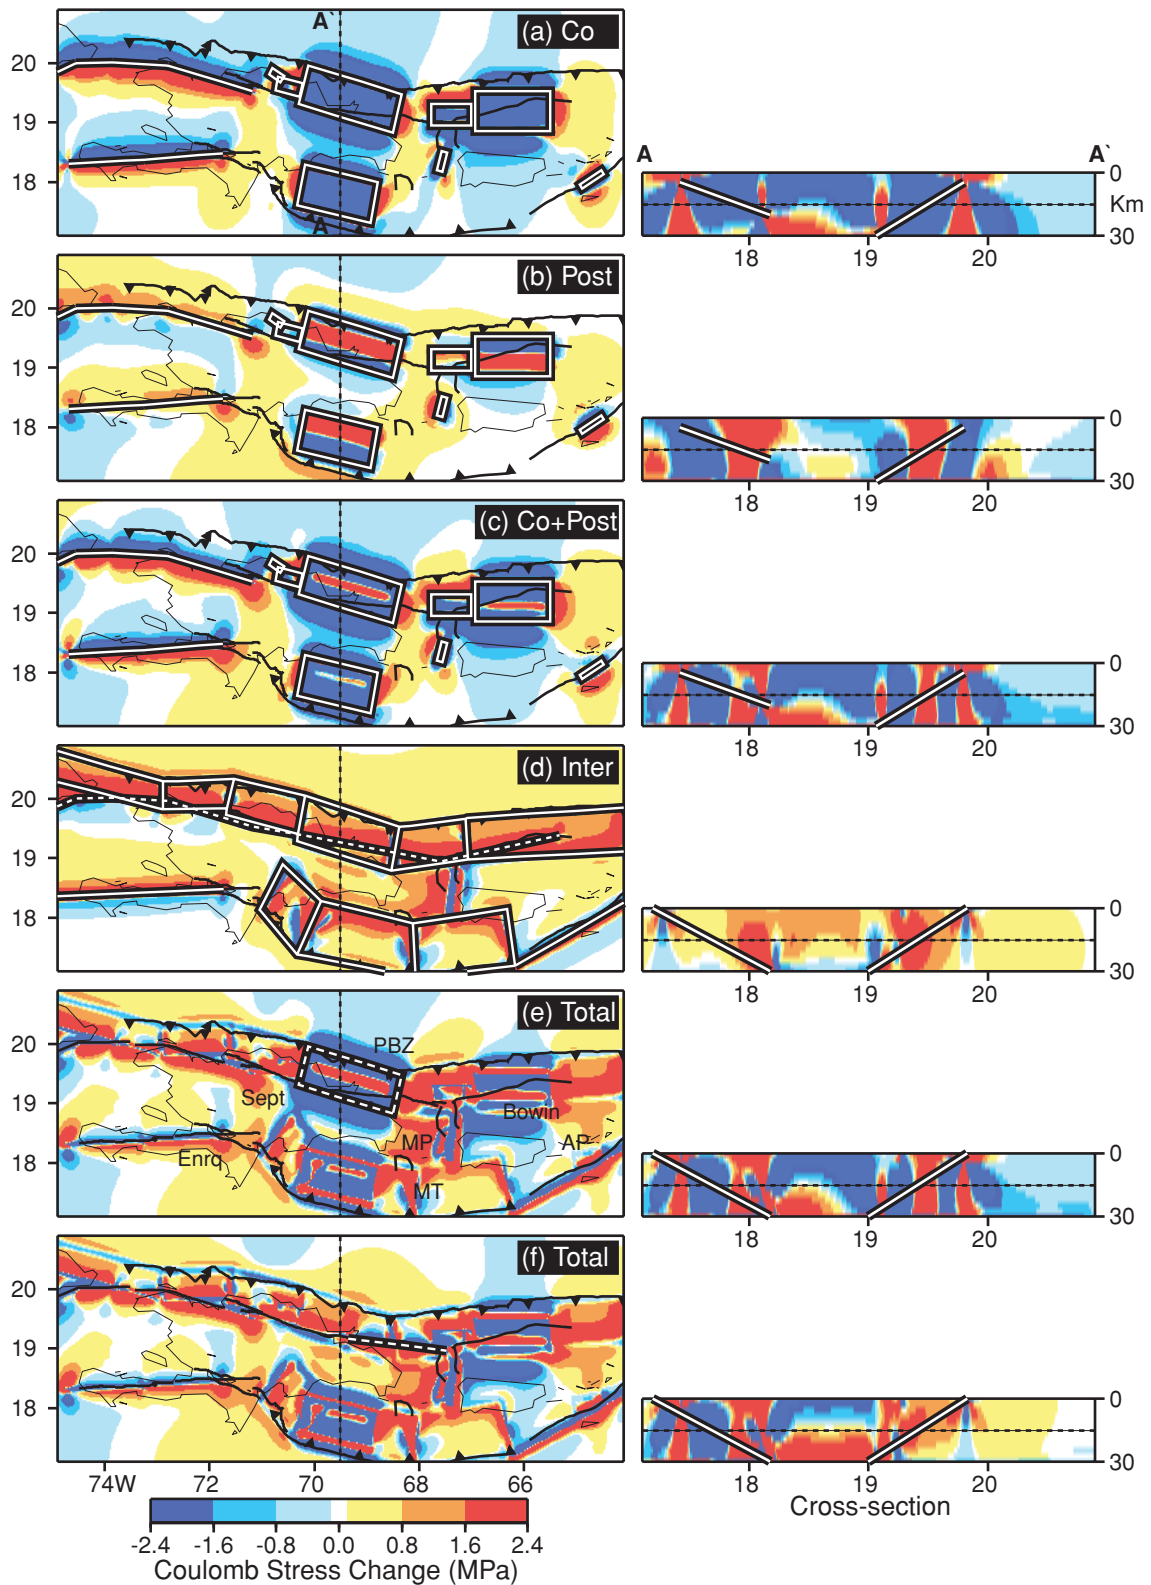 A`
(a) Co
20
19
18
A
A
A`
0
Km
30
18
19
20
(b) Post
20
19
18
0
30
18
19
20
(c) Co+Post
20
19
18
0
30
18
19
20
(d) Inter
20
19
18
0
30
18
19
20
(e) Total
20
19
18
PBZ
Sept
Bowin
MP
AP
Enrq
MT
0
30
18
19
20
(f) Total
20
19
18
0
30
18
19
20
74W
72
70
68
66
Cross-section
-2.4
-1.6
-0.8
0.0
0.8
1.6
2.4
Coulomb Stress Change (MPa)